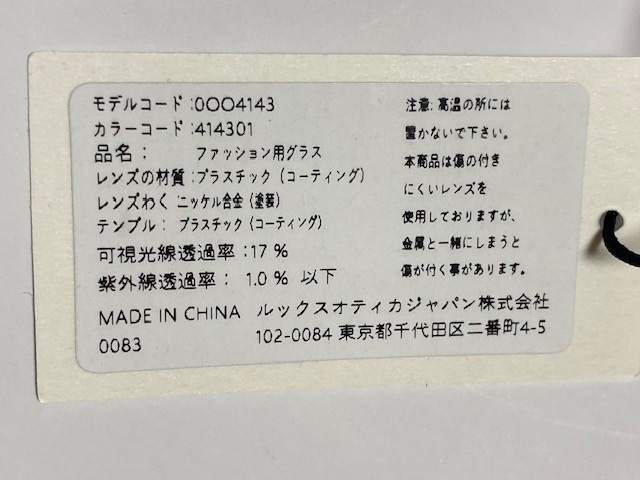 モデルコード:0OO4143
カラーコード:414301
品名: ファッション用グラス
レンズの材質:プラスチック(コーティング)
レンズわく:ニッケル合金(塗装)
テンプル: プラスチック(コーティング)
可視光線透過率:17%
紫外線透過率: 1.0% 以下
注意:高温の所には
置かないで下さい。
本商品は傷の付き
にくいレンズを
使用しておりますが、
金属と一緒にしまうと
傷が付く事があります。
MADE IN CHINA ルックスオティカジャパン株式会社
0083 102-0084 東京都千代田区二番町4-5